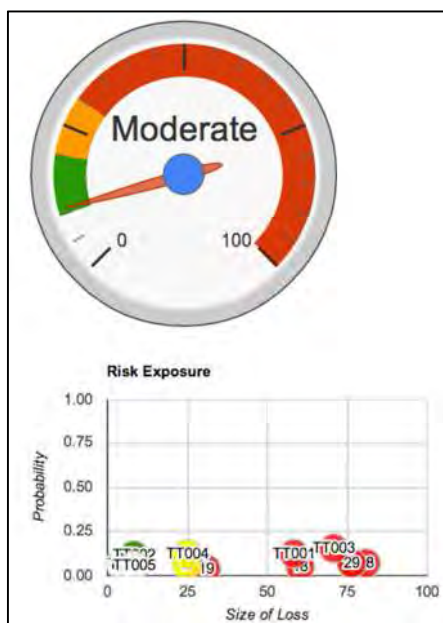 Moderate
0 100
Risk Exposure
1.00
0.75
Probability
0.50
0.25
TT003
TT004 TT001
TT002
TT005 19 29 8
0.00
0 25 50 75 100
Size of Loss